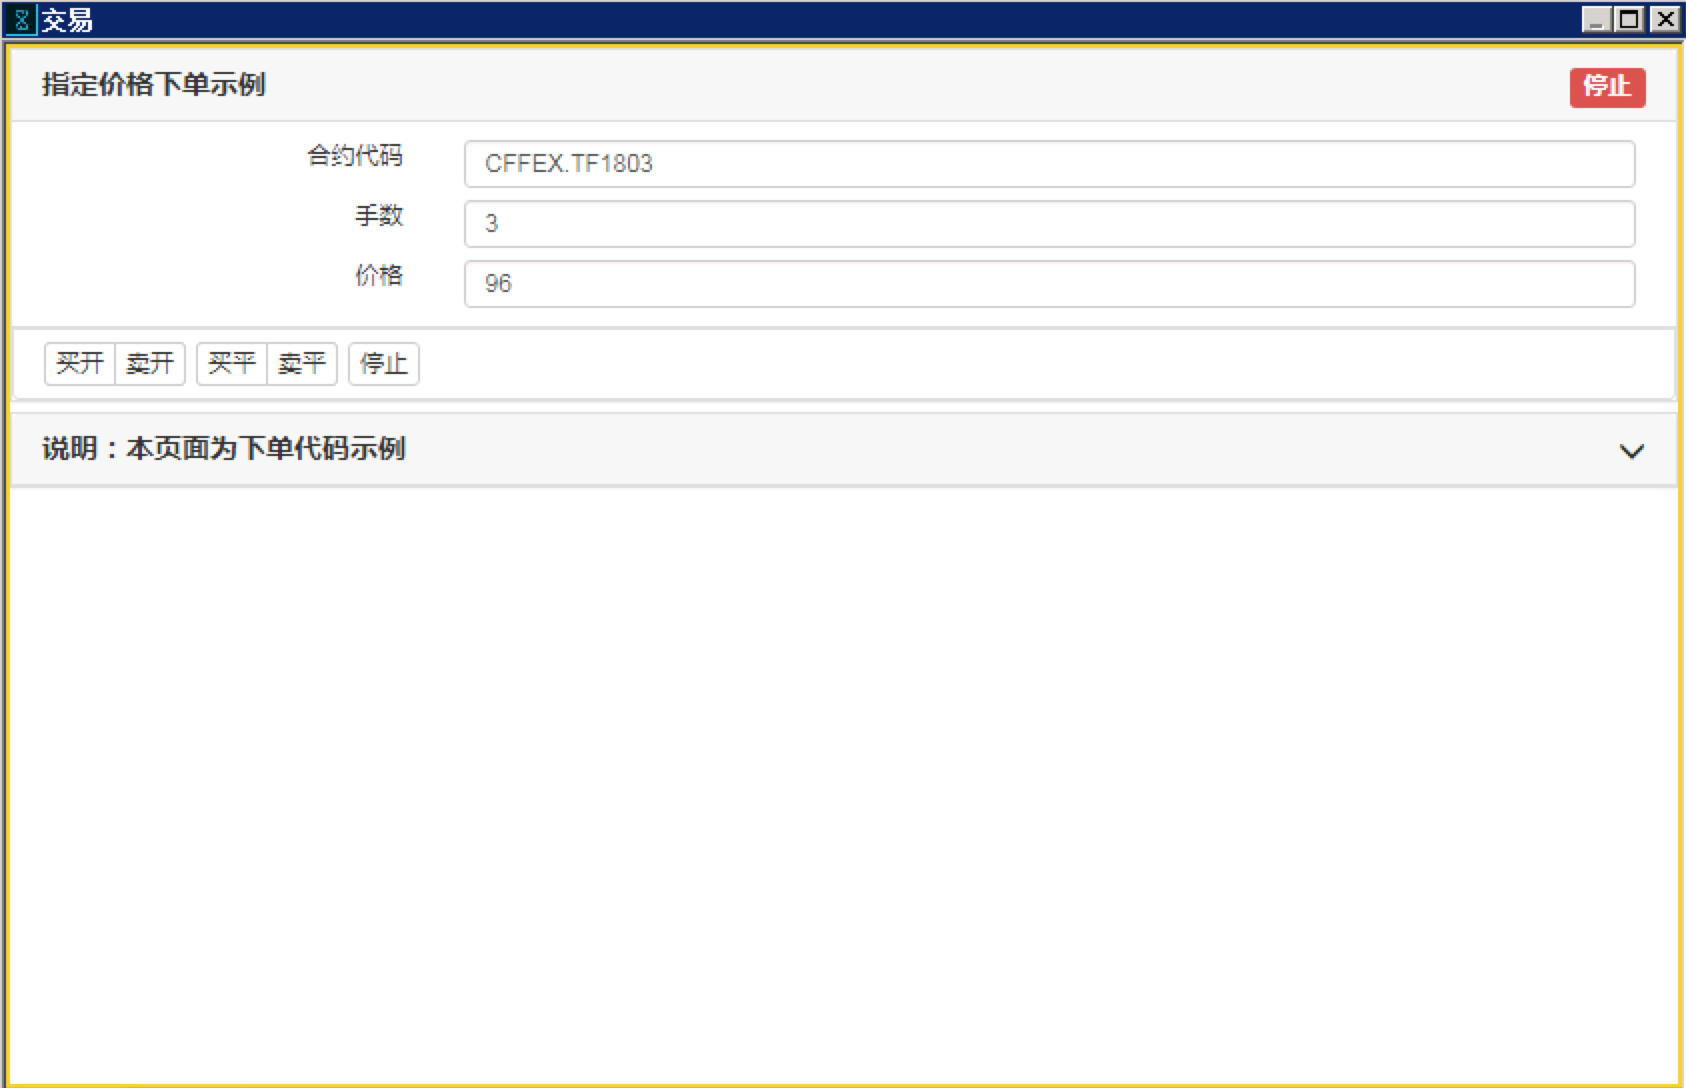 交易
指定价格下单示例 停止
合约代码 CFFEX.TF1803
手数 3
价格 96
买开 卖开 买平 卖平 停止
说明：本页面为下单代码示例